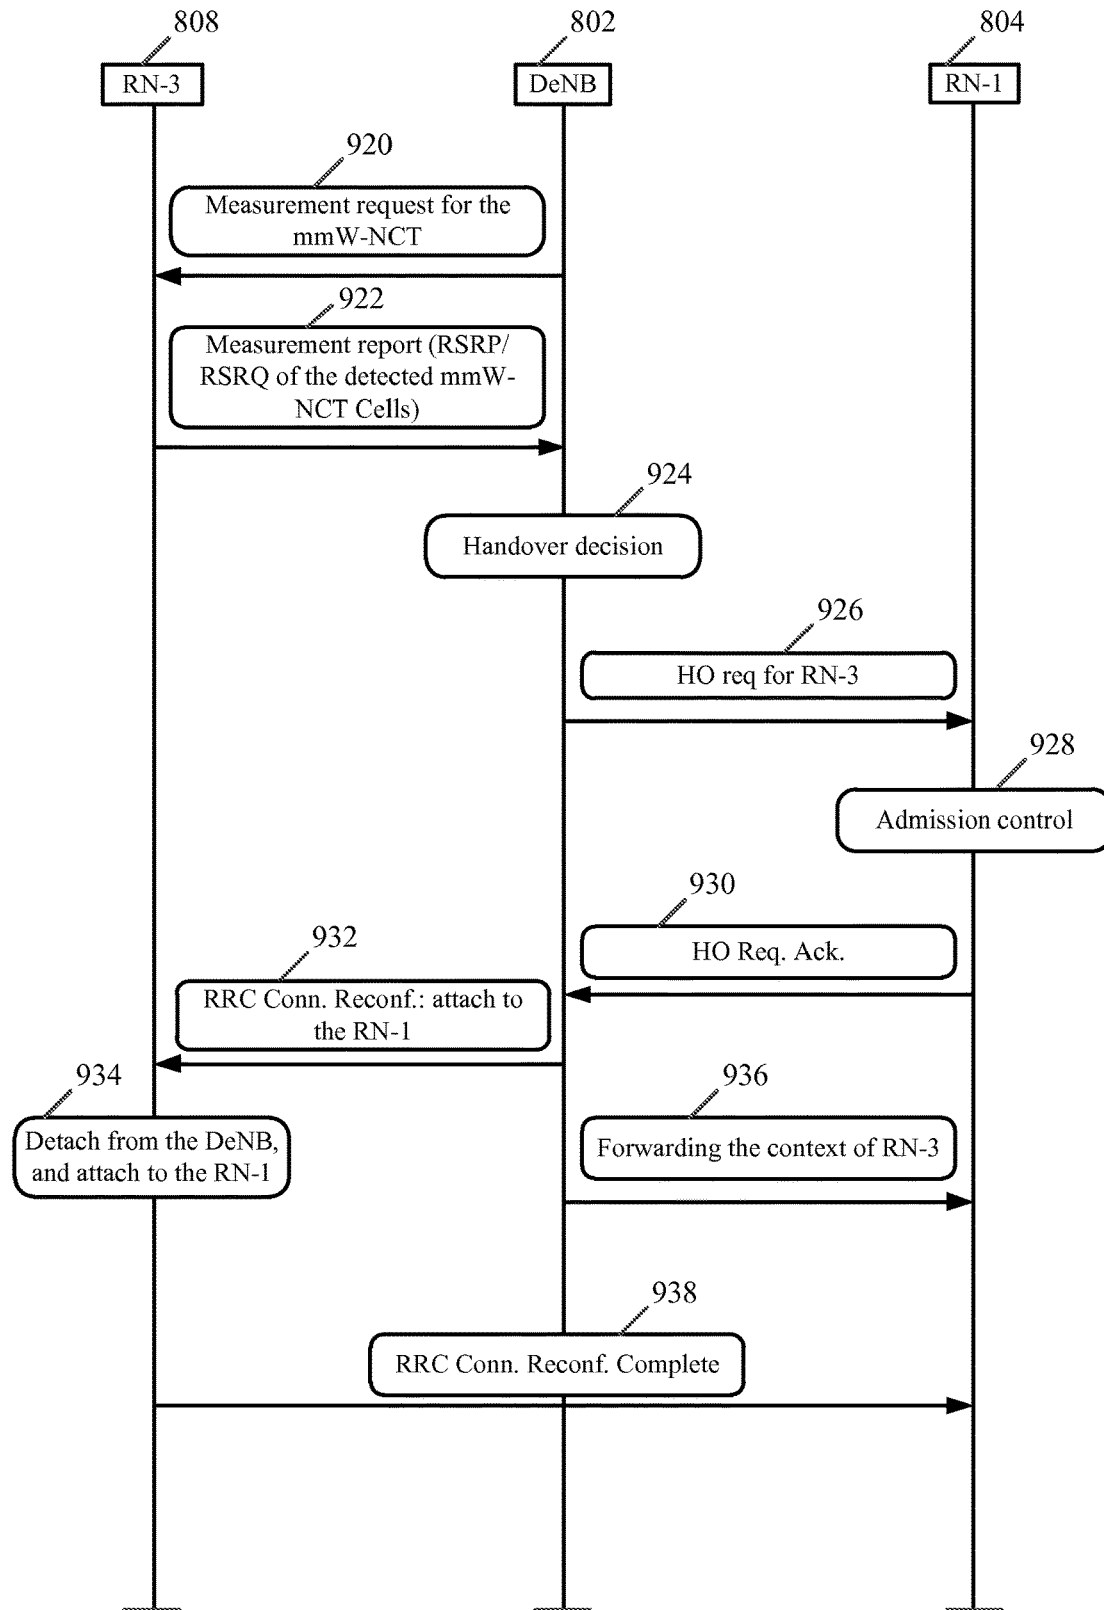 808
802
804
RN-3
DeNB
RN-1
920
Measurement request for the
mmW-NCT
922
Measurement report (RSRP/
RSRQ of the detected mmW-
NCT Cells)
924
Handover decision
926
HO req for RN-3
928
Admission control
930
HO Req. Ack.
932
RRC Conn. Reconf.: attach to
the RN-1
934
Detach from the DeNB,
and attach to the RN-1
936
Forwarding the context of RN-3
938
RRC Conn. Reconf. Complete